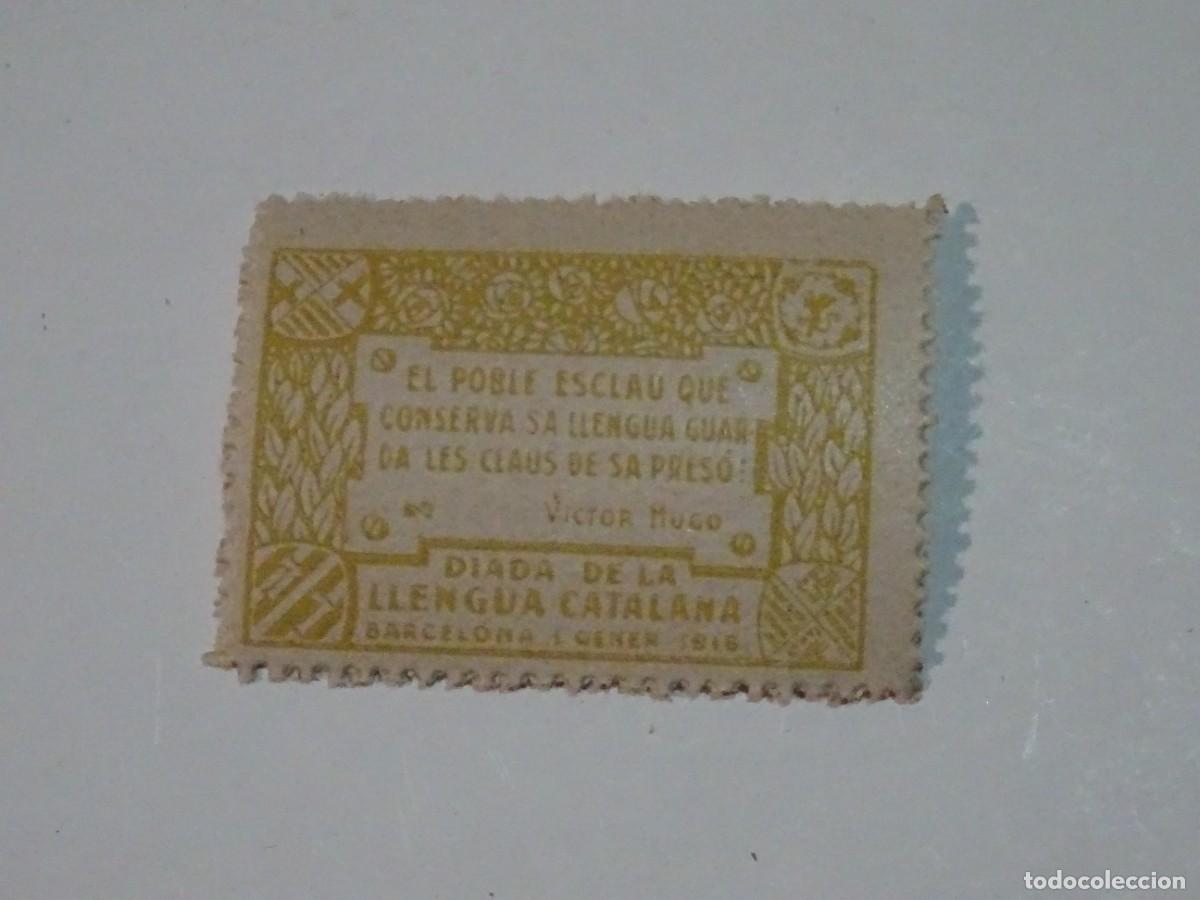 EL POBLE ESCLAU QUE
CONSERVA SA LLENGUA GUAR-
DA LES CLAUS DE SA PRESÓ:
VICTOR HUGO
DIADA DE LA
LLENGUA CATALANA
BARCELONA 1 GENER 1916
todocoleccion